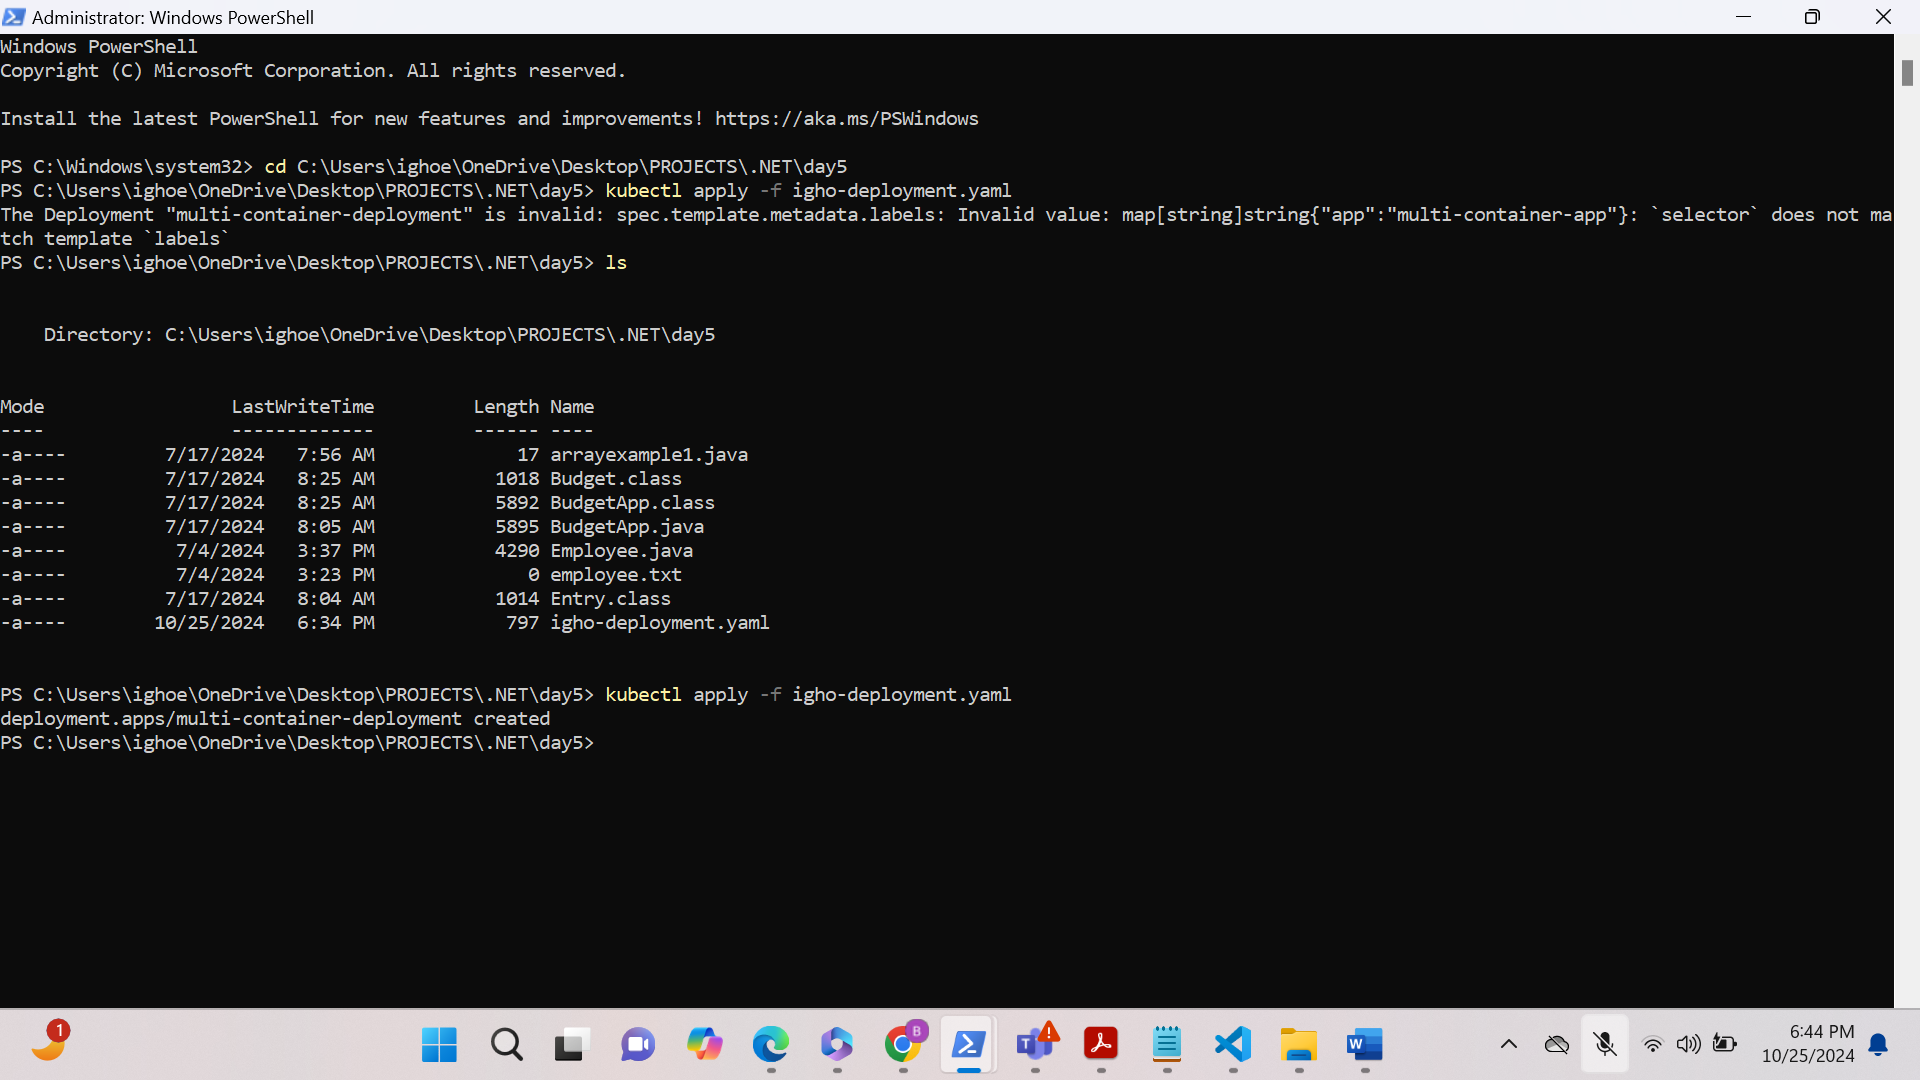 Administrator: Windows PowerShell
Windows PowerShell
Copyright (C) Microsoft Corporation. All rights reserved.
Install the latest PowerShell for new features and improvements! https://aka.ms/PSWindows
PS C:\Windows\system32> cd C:\Users\ighoe\OneDrive\Desktop\PROJECTS\.NET\day5
PS C:\Users\ighoe\OneDrive\Desktop\PROJECTS\.NET\day5> kubectl apply -f igho-deployment.yaml
The Deployment "multi-container-deployment" is invalid: spec.template.metadata.labels: Invalid value: map[string]string{"app":"multi-container-app"}: `selector` does not ma
tch template `labels`
PS C:\Users\ighoe\OneDrive\Desktop\PROJECTS\.NET\day5> ls
    Directory: C:\Users\ighoe\OneDrive\Desktop\PROJECTS\.NET\day5
Mode                 LastWriteTime         Length Name
----                 -------------         ------ ----
-a----         7/17/2024   7:56 AM             17 arrayexample1.java
-a----         7/17/2024   8:25 AM           1018 Budget.class
-a----         7/17/2024   8:25 AM           5892 BudgetApp.class
-a----         7/17/2024   8:05 AM           5895 BudgetApp.java
-a----          7/4/2024   3:37 PM           4290 Employee.java
-a----          7/4/2024   3:23 PM              0 employee.txt
-a----         7/17/2024   8:04 AM           1014 Entry.class
-a----        10/25/2024   6:34 PM            797 igho-deployment.yaml
PS C:\Users\ighoe\OneDrive\Desktop\PROJECTS\.NET\day5> kubectl apply -f igho-deployment.yaml
deployment.apps/multi-container-deployment created
PS C:\Users\ighoe\OneDrive\Desktop\PROJECTS\.NET\day5>
1
B
T
W
6:44 PM
10/25/2024